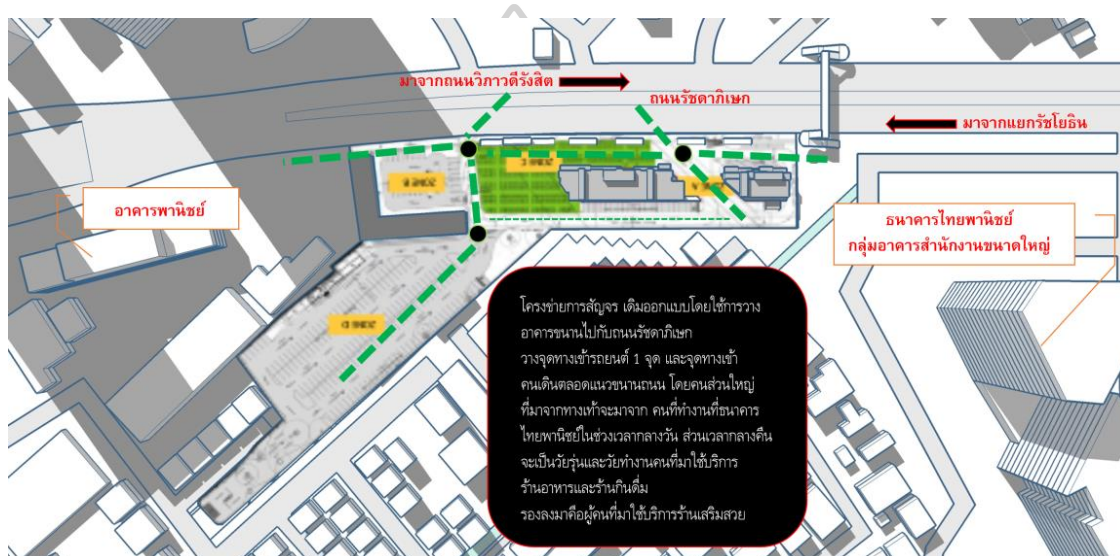 มาจากถนนวิภาวดีรังสิต
ถนนรัชดาภิเษก
มาจากแยกรัชโยธิน
อาคารพานิชย์
ธนาคารไทยพานิชย์
กลุ่มอาคารสำนักงานขนาดใหญ่
ZONE B
ZONE D
โครงข่ายการสัญจร เดิมออกแบบโดยใช้การวาง
อาคารขนานไปกับถนนรัชดาภิเษก
วางจุดทางเข้ารถยนต์ 1 จุด และจุดทางเข้า
คนเดินตลอดแนวขนานถนน โดยคนส่วนใหญ่
ที่มาจากทางเท้าจะมาจาก คนที่ทำงานที่ธนาคาร
ไทยพานิชย์ในช่วงเวลากลางวัน ส่วนเวลากลางคืน
จะเป็นวัยรุ่นและวัยทำงานคนที่มาใช้บริการ
ร้านอาหารและร้านกินดื่ม
รองลงมาคือผู้คนที่มาใช้บริการร้านเสริมสวย